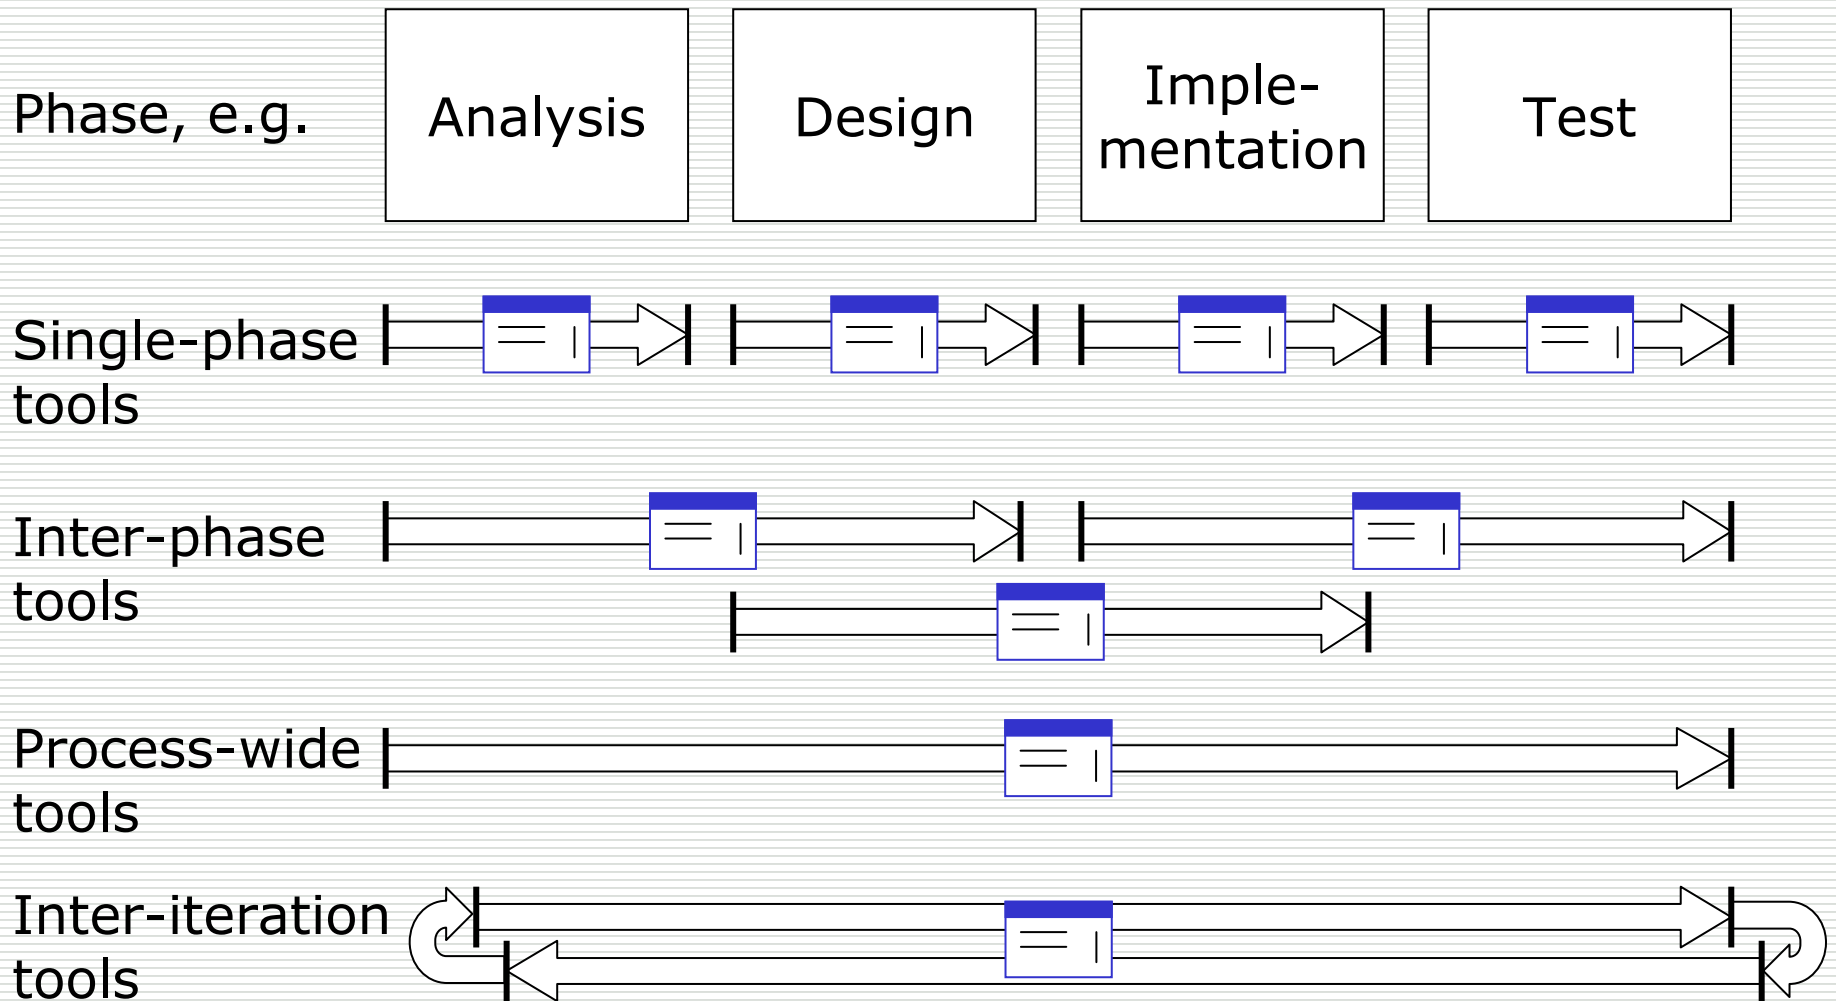 Phase, e.g.
Analysis
Design
Imple-
mentation
Test
Single-phase
tools
Inter-phase
tools
Process-wide
tools
Inter-iteration
tools